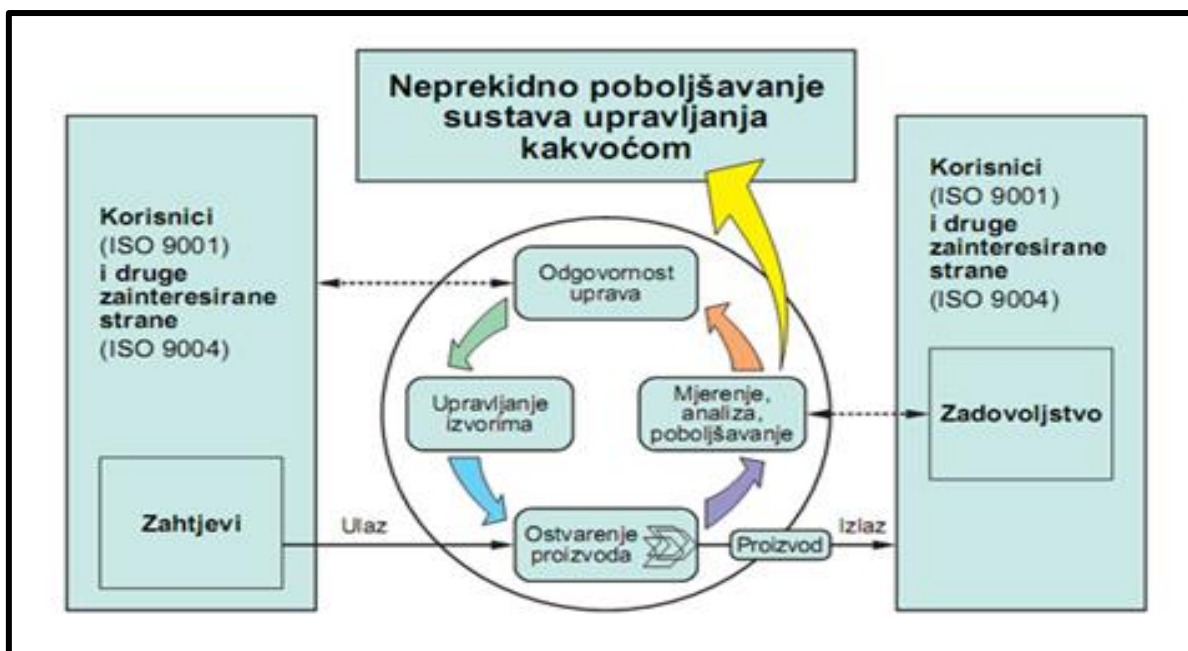 Neprekidno poboljšavanje
sustava upravljanja
kakvoćom
Korisnici
(ISO 9001)
i druge
zainteresirane
strane
(ISO 9004)
Zahtjevi
Ulaz
Odgovornost
uprava
Upravljanje
izvorima
Mjerenje,
analiza,
poboljšavanje
Ostvarenje
proizvoda
Proizvod
Izlaz
Korisnici
(ISO 9001)
i druge
zainteresirane
strane
(ISO 9004)
Zadovoljstvo